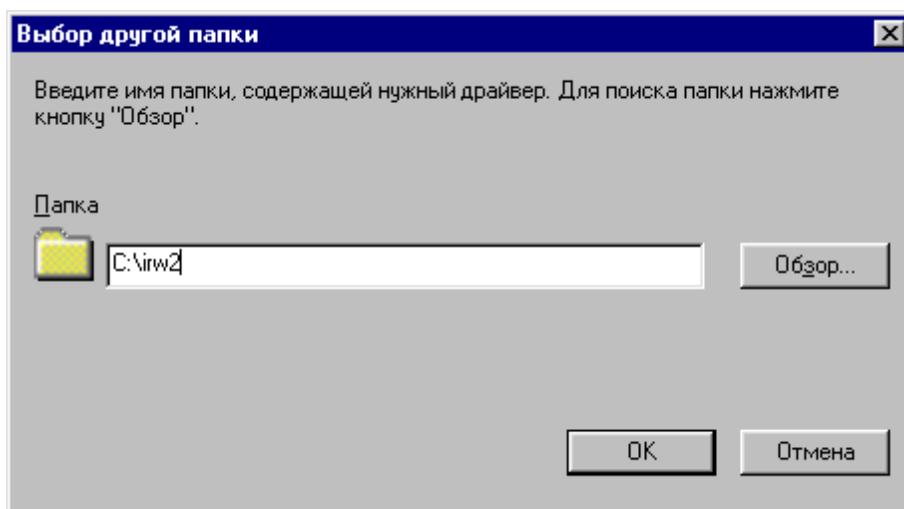 Выбор другой папки
Введите имя папки, содержащей нужный драйвер. Для поиска папки нажмите
кнопку "Обзор".
Папка
C:\irw2
Обзор...
OK
Отмена